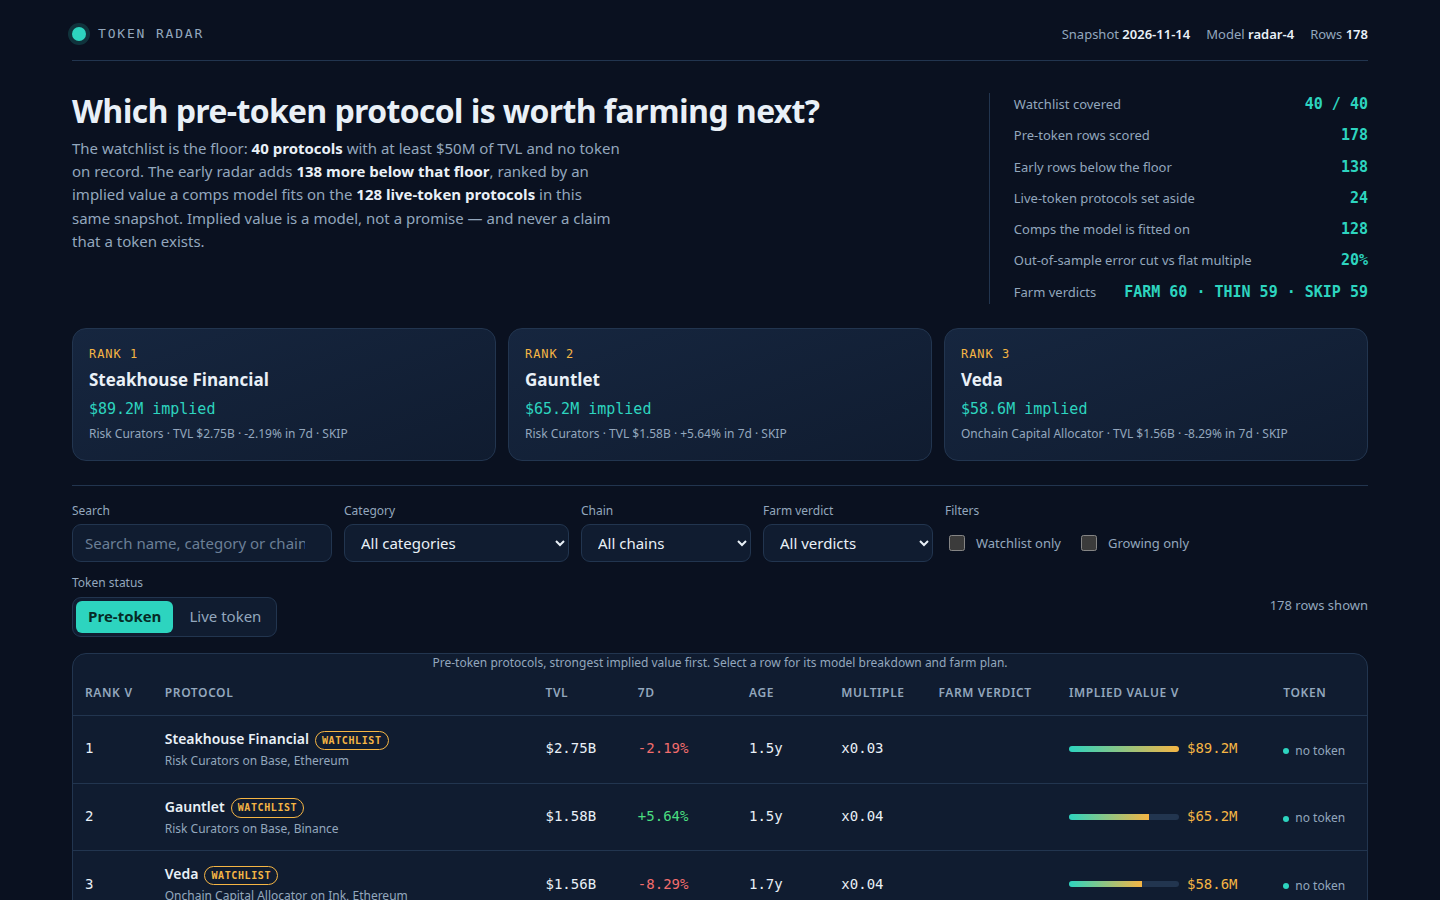 TOKEN RADAR
Snapshot 2026-11-14 Model radar-4 Rows 178
Which pre-token protocol is worth farming next?
The watchlist is the floor: 40 protocols with at least $50M of TVL and no token
on record. The early radar adds 138 more below that floor, ranked by an
implied value a comps model fits on the 128 live-token protocols in this
same snapshot. Implied value is a model, not a promise — and never a claim
that a token exists.
Watchlist covered 40 / 40
Pre-token rows scored 178
Early rows below the floor 138
Live-token protocols set aside 24
Comps the model is fitted on 128
Out-of-sample error cut vs flat multiple 20%
Farm verdicts FARM 60 · THIN 59 · SKIP 59
RANK 1
Steakhouse Financial
$89.2M implied
Risk Curators · TVL $2.75B · -2.19% in 7d · SKIP
RANK 2
Gauntlet
$65.2M implied
Risk Curators · TVL $1.58B · +5.64% in 7d · SKIP
RANK 3
Veda
$58.6M implied
Onchain Capital Allocator · TVL $1.56B · -8.29% in 7d · SKIP
Search Category Chain Farm verdict Filters
Search name, category or chain All categories All chains All verdicts Watchlist only Growing only
Token status
Pre-token Live token
178 rows shown
Pre-token protocols, strongest implied value first. Select a row for its model breakdown and farm plan.
RANK V PROTOCOL TVL 7D AGE MULTIPLE FARM VERDICT IMPLIED VALUE V TOKEN
1 Steakhouse Financial WATCHLIST $2.75B -2.19% 1.5y x0.03 $89.2M no token
Risk Curators on Base, Ethereum
2 Gauntlet WATCHLIST $1.58B +5.64% 1.5y x0.04 $65.2M no token
Risk Curators on Base, Binance
3 Veda WATCHLIST $1.56B -8.29% 1.7y x0.04 $58.6M no token
Onchain Capital Allocator on Ink, Ethereum